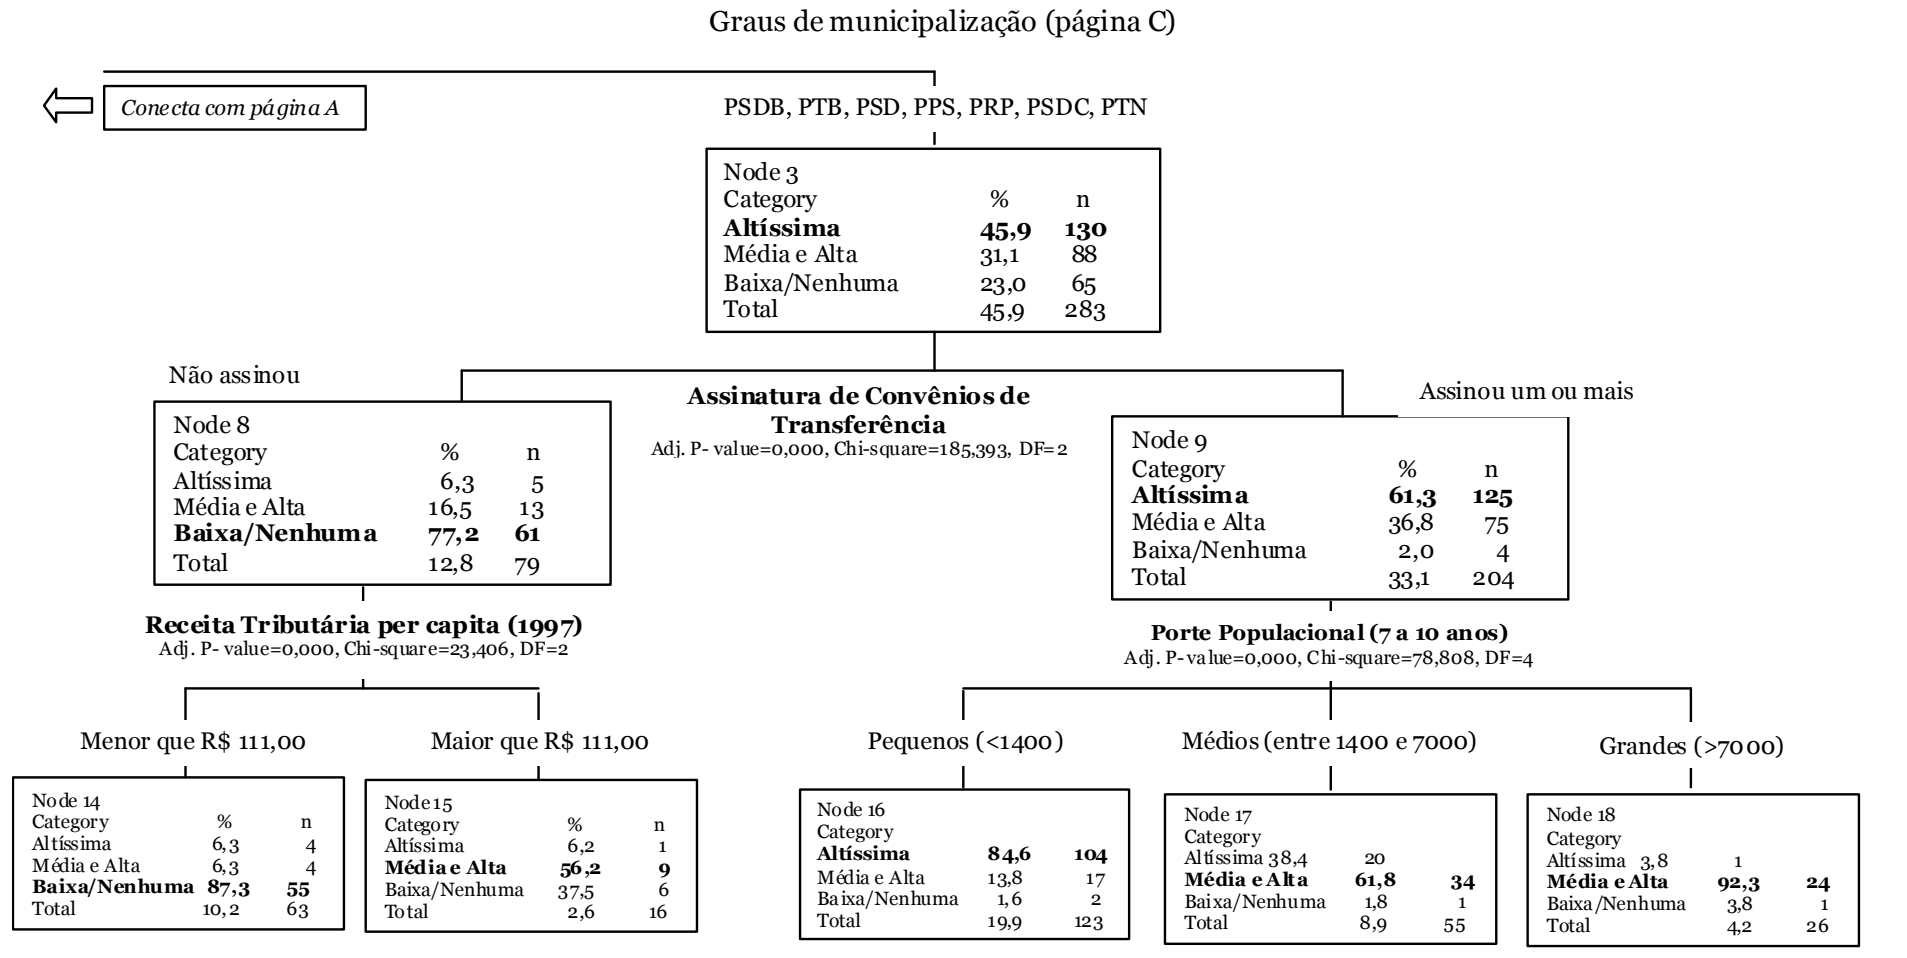 Graus de municipalização (página C)
Conecta com página A
PSDB, PTB, PSD, PPS, PRP, PSDC, PTN
Node 3
Category % n
Altíssima 45,9 130
Média e Alta 31,1 88
Baixa/Nenhuma 23,0 65
Total 45,9 283
Não assinou
Assinatura de Convênios de
Transferência
Adj. P- value=0,000, Chi-square=185,393, DF=2
Assinou um ou mais
Node 8
Category % n
Altíssima 6,3 5
Média e Alta 16,5 13
Baixa/Nenhuma 77,2 61
Total 12,8 79
Node 9
Category % n
Altíssima 61,3 125
Média e Alta 36,8 75
Baixa/Nenhuma 2,0 4
Total 33,1 204
Receita Tributária per capita (1997)
Adj. P- value=0,000, Chi-square=23,406, DF=2
Porte Populacional (7 a 10 anos)
Adj. P- value=0,000, Chi-square=78,808, DF=4
Menor que R$ 111,00
Maior que R$ 111,00
Pequenos (<1400)
Médios (entre 1400 e 7000)
Grandes (>7000)
Node 14
Category % n
Altíssima 6,3 4
Média e Alta 6,3 4
Baixa/Nenhuma 87,3 55
Total 10,2 63
Node 15
Category % n
Altíssima 6,2 1
Média e Alta 56,2 9
Baixa/Nenhuma 37,5 6
Total 2,6 16
Node 16
Category
Altíssima 84,6 104
Média e Alta 13,8 17
Baixa/Nenhuma 1,6 2
Total 19,9 123
Node 17
Category
Altíssima 38,4 20
Média e Alta 61,8 34
Baixa/Nenhuma 1,8 1
Total 8,9 55
Node 18
Category
Altíssima 3,8 1
Média e Alta 92,3 24
Baixa/Nenhuma 3,8 1
Total 4,2 26